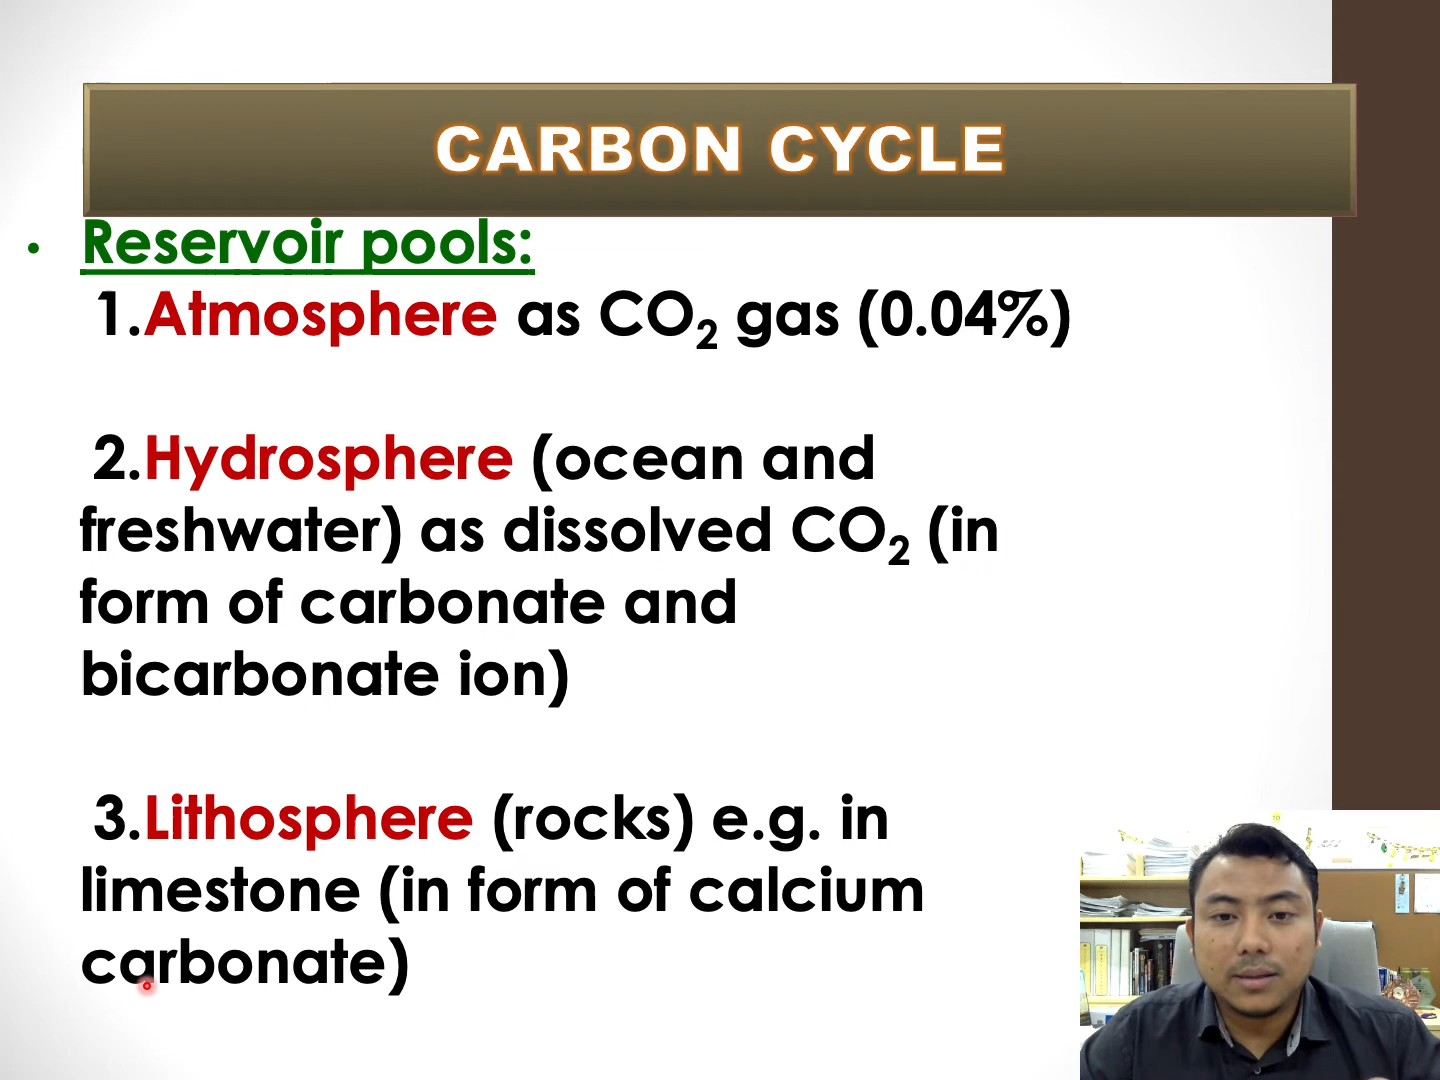 CARBON CYCLE
• Reservoir pools:
1.Atmosphere as CO₂ gas (0.04%)
2.Hydrosphere (ocean and
freshwater) as dissolved CO₂ (in
form of carbonate and
bicarbonate ion)
3.Lithosphere (rocks) e.g. in
limestone (in form of calcium
carbonate)